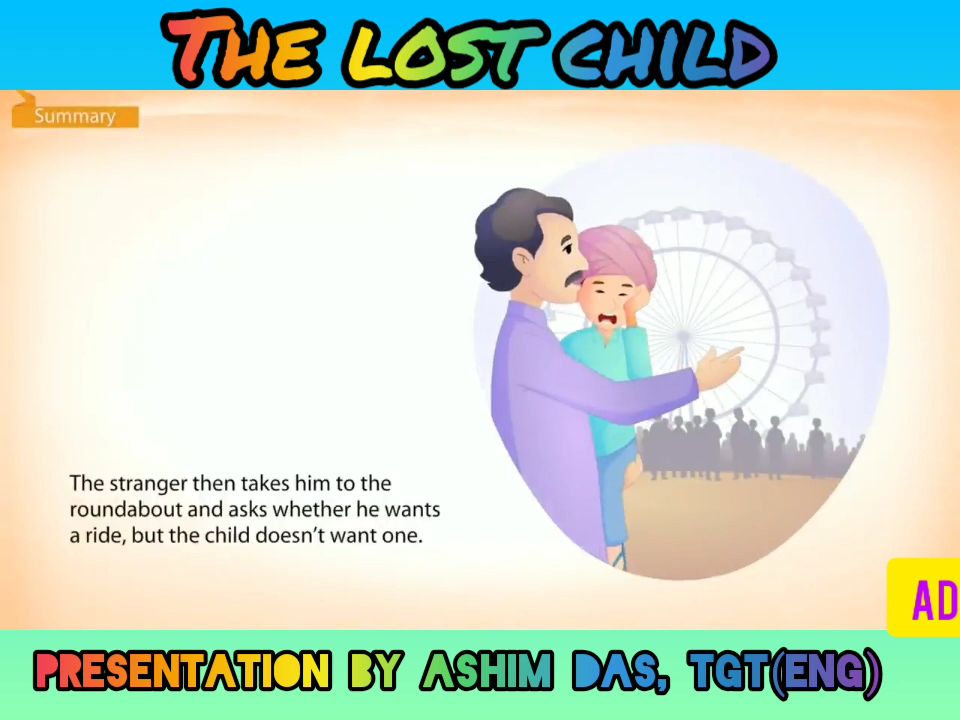 THE LOST CHILD
Summary
The stranger then takes him to the
roundabout and asks whether he wants
a ride, but the child doesn't want one.
AD
PRESENTATION BY ASHIM DAS, TGT(ENG)